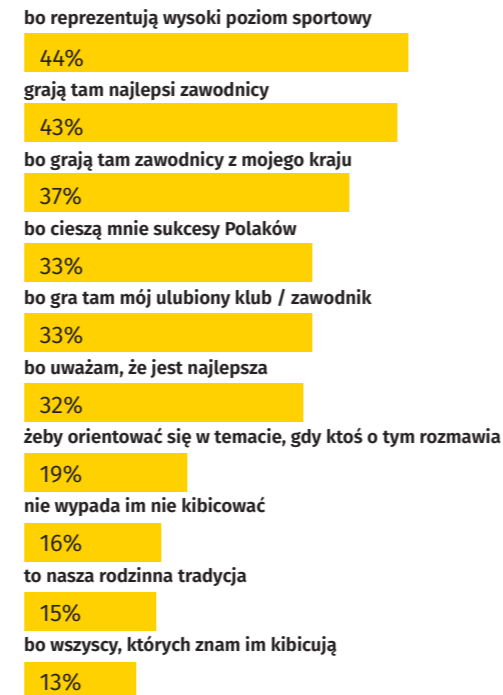 bo reprezentują wysoki poziom sportowy
44%
grają tam najlepsi zawodnicy
43%
bo grają tam zawodnicy z mojego kraju
37%
bo cieszą mnie sukcesy Polaków
33%
bo gra tam mój ulubiony klub / zawodnik
33%
bo uważam, że jest najlepsza
32%
żeby orientować się w temacie, gdy ktoś o tym rozmawia
19%
nie wypada im nie kibicować
16%
to nasza rodzinna tradycja
15%
bo wszyscy, których znam im kibicują
13%